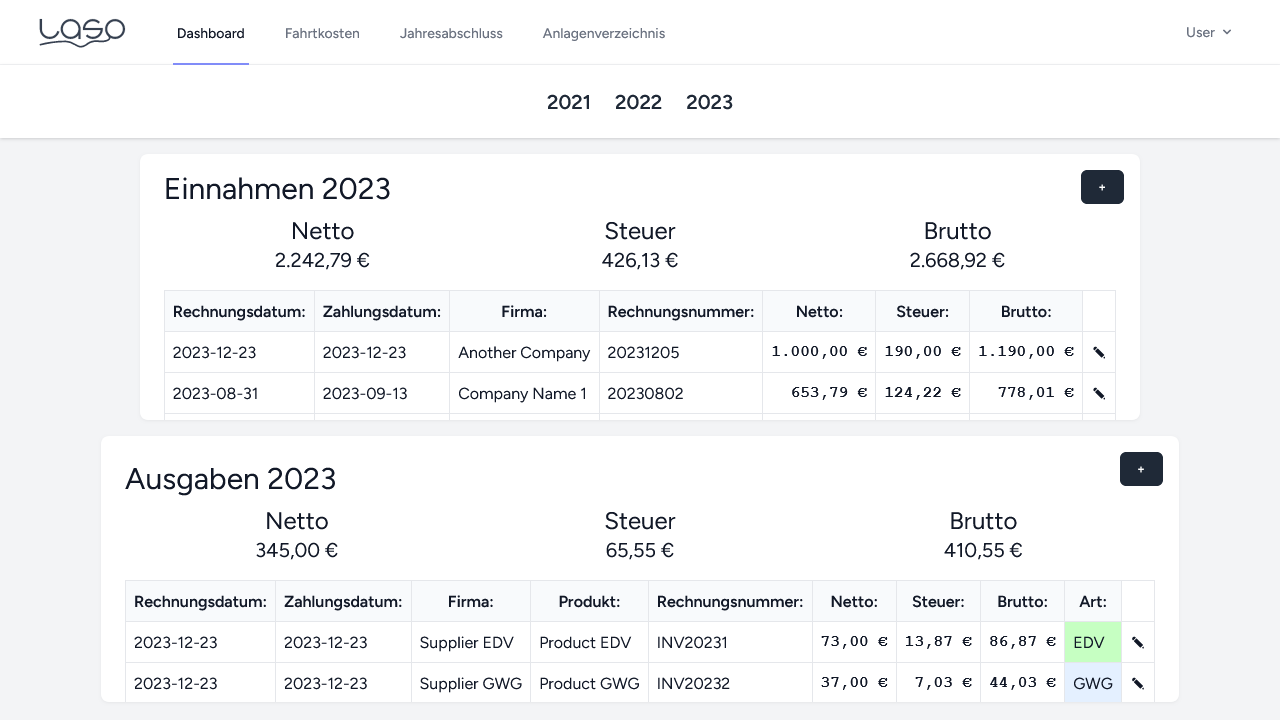 Laso
Dashboard Fahrtkosten Jahresabschluss Anlagenverzeichnis User
2021 2022 2023
Einnahmen 2023 +
Netto Steuer Brutto
2.242,79 € 426,13 € 2.668,92 €
Rechnungsdatum: Zahlungsdatum: Firma: Rechnungsnummer: Netto: Steuer: Brutto:
2023-12-23 2023-12-23 Another Company 20231205 1.000,00 € 190,00 € 1.190,00 €
2023-08-31 2023-09-13 Company Name 1 20230802 653,79 € 124,22 € 778,01 €
Ausgaben 2023 +
Netto Steuer Brutto
345,00 € 65,55 € 410,55 €
Rechnungsdatum: Zahlungsdatum: Firma: Produkt: Rechnungsnummer: Netto: Steuer: Brutto: Art:
2023-12-23 2023-12-23 Supplier EDV Product EDV INV20231 73,00 € 13,87 € 86,87 € EDV
2023-12-23 2023-12-23 Supplier GWG Product GWG INV20232 37,00 € 7,03 € 44,03 € GWG